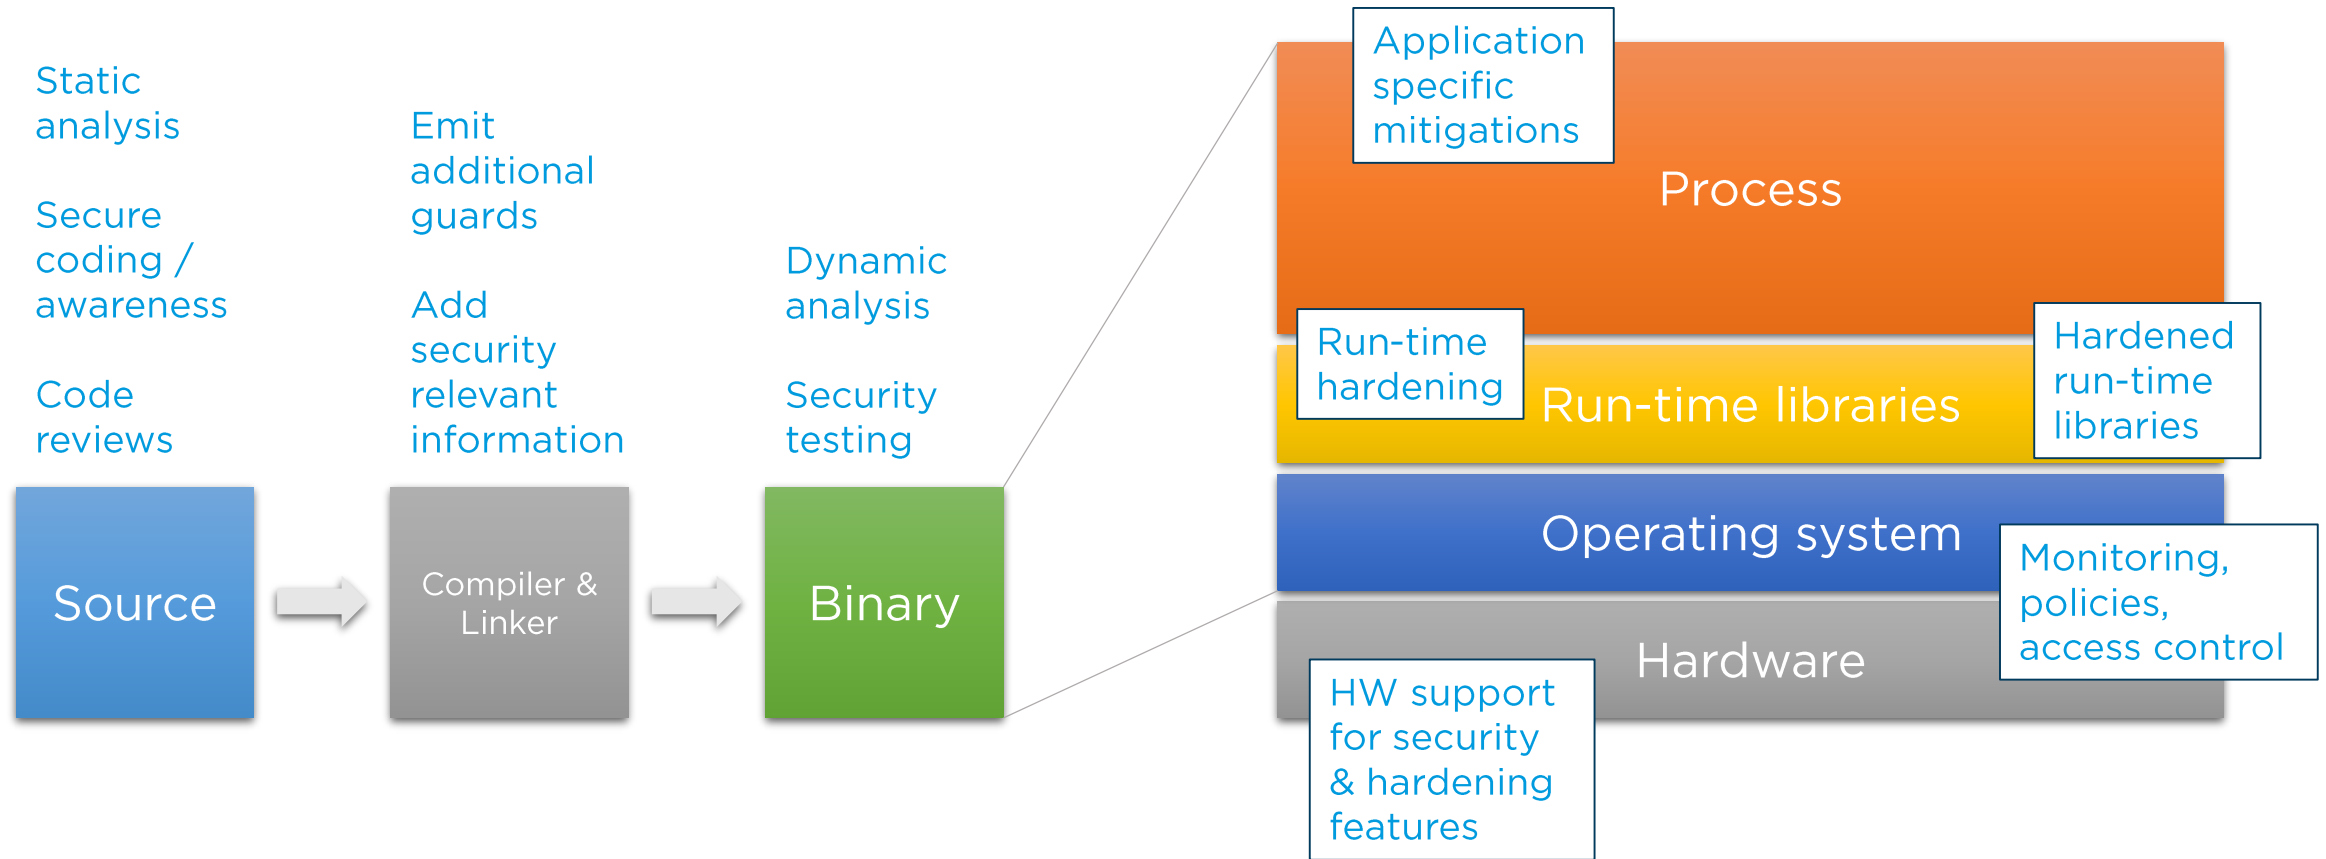 Static
analysis
Secure
coding /
awareness
Code
reviews
Source
Emit
additional
guards
Add
security
relevant
information
Compiler &
Linker
Dynamic
analysis
Security
testing
Binary
Application
specific
mitigations
Process
Run-time
hardening
Run-time libraries
Hardened
run-time
libraries
Operating system
Monitoring,
policies,
access control
Hardware
HW support
for security
& hardening
features